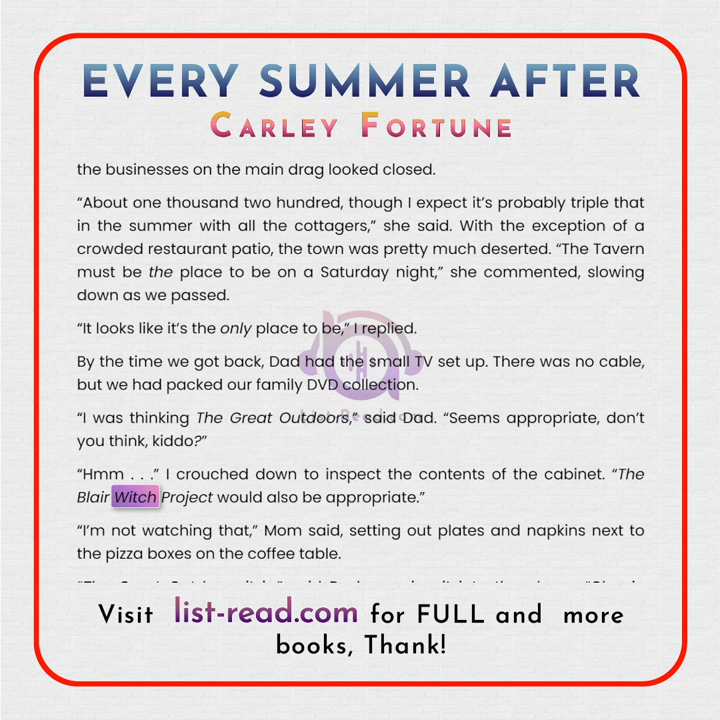 EVERY SUMMER AFTER
CARLEY FORTUNE
the businesses on the main drag looked closed.
“About one thousand two hundred, though I expect it’s probably triple that
in the summer with all the cottagers,” she said. With the exception of a
crowded restaurant patio, the town was pretty much deserted. “The Tavern
must be the place to be on a Saturday night,” she commented, slowing
down as we passed.
“It looks like it’s the only place to be,” I replied.
By the time we got back, Dad had the small TV set up. There was no cable,
but we had packed our family DVD collection.
“I was thinking The Great Outdoors,” said Dad. “Seems appropriate, don’t
you think, kiddo?”
“Hmm . . .” I crouched down to inspect the contents of the cabinet. “The
Blair Witch Project would also be appropriate.”
“I’m not watching that,” Mom said, setting out plates and napkins next to
the pizza boxes on the coffee table.
Visit list-read.com for FULL and more
books, Thank!